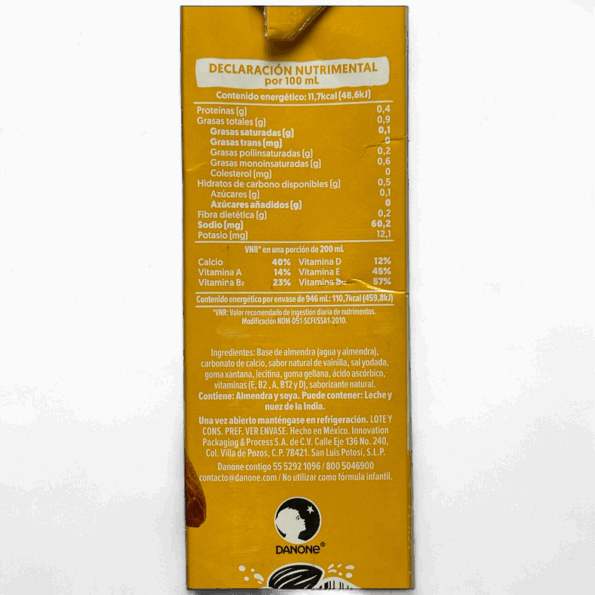 DECLARACIÓN NUTRIMENTAL
por 100 mL
Contenido energético: 11,7kcal (48,6kJ)
Proteínas (g) 0,4
Grasas totales (g) 0,9
Grasas saturadas (g) 0,1
Grasas trans (mg) 0
Grasas poliinsaturadas (g) 0,2
Grasas monoinsaturadas (g) 0,6
Colesterol (mg) 0
Hidratos de carbono disponibles (g) 0,5
Azúcares (g) 0,1
Azúcares añadidos (g) 0
Fibra dietética (g) 0,2
Sodio (mg) 60,2
Potasio (mg) 12,1
VNR* en una porción de 200 mL
Calcio 40% Vitamina D 12%
Vitamina A 14% Vitamina E 45%
Vitamina B2 23% Vitamina B12 57%
Contenido energético por envase de 946 mL: 110,7kcal (459,8kJ)
*VNR: Valor recomendado de ingestión diaria de nutrimentos.
Modificación NOM-051-SCFI/SSA1-2010.
Ingredientes: Base de almendra (agua y almendra),
carbonato de calcio, sabor natural de vainilla, sal yodada,
goma xantana, lecitina, goma gellana, ácido ascórbico,
vitaminas (E, B2 , A, B12 y D), saborizante natural.
Contiene: Almendra y soya. Puede contener: Leche y
nuez de la India.
Una vez abierto manténgase en refrigeración. LOTE Y
CONS. PREF. VER ENVASE. Hecho en México. Innovation
Packaging & Process S.A. de C.V. Calle Eje 136 No. 240,
Col. Villa de Pozos, C.P. 78421. San Luis Potosí, S.L.P.
Danone contigo 55 5292 1096 / 800 5046900
contacto@danone.com / No utilizar como fórmula infantil.
DANONE®